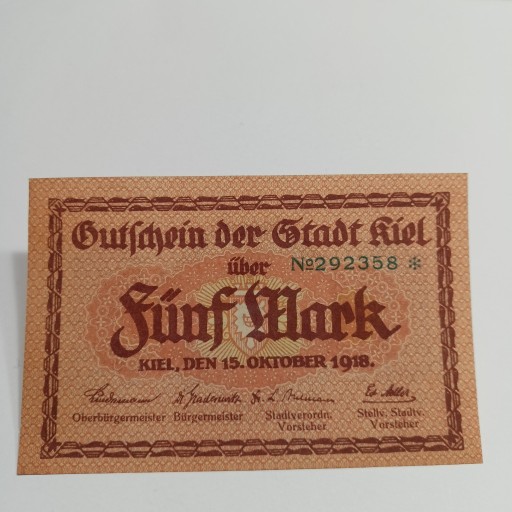 Gutschein der Stadt Kiel
über №292358 *
Fünf Mark
KIEL, DEN 15. OKTOBER 1918.
Oberbürgermeister Bürgermeister Stadtverordn. Stellv. Stadtv.
Vorsteher Vorsteher